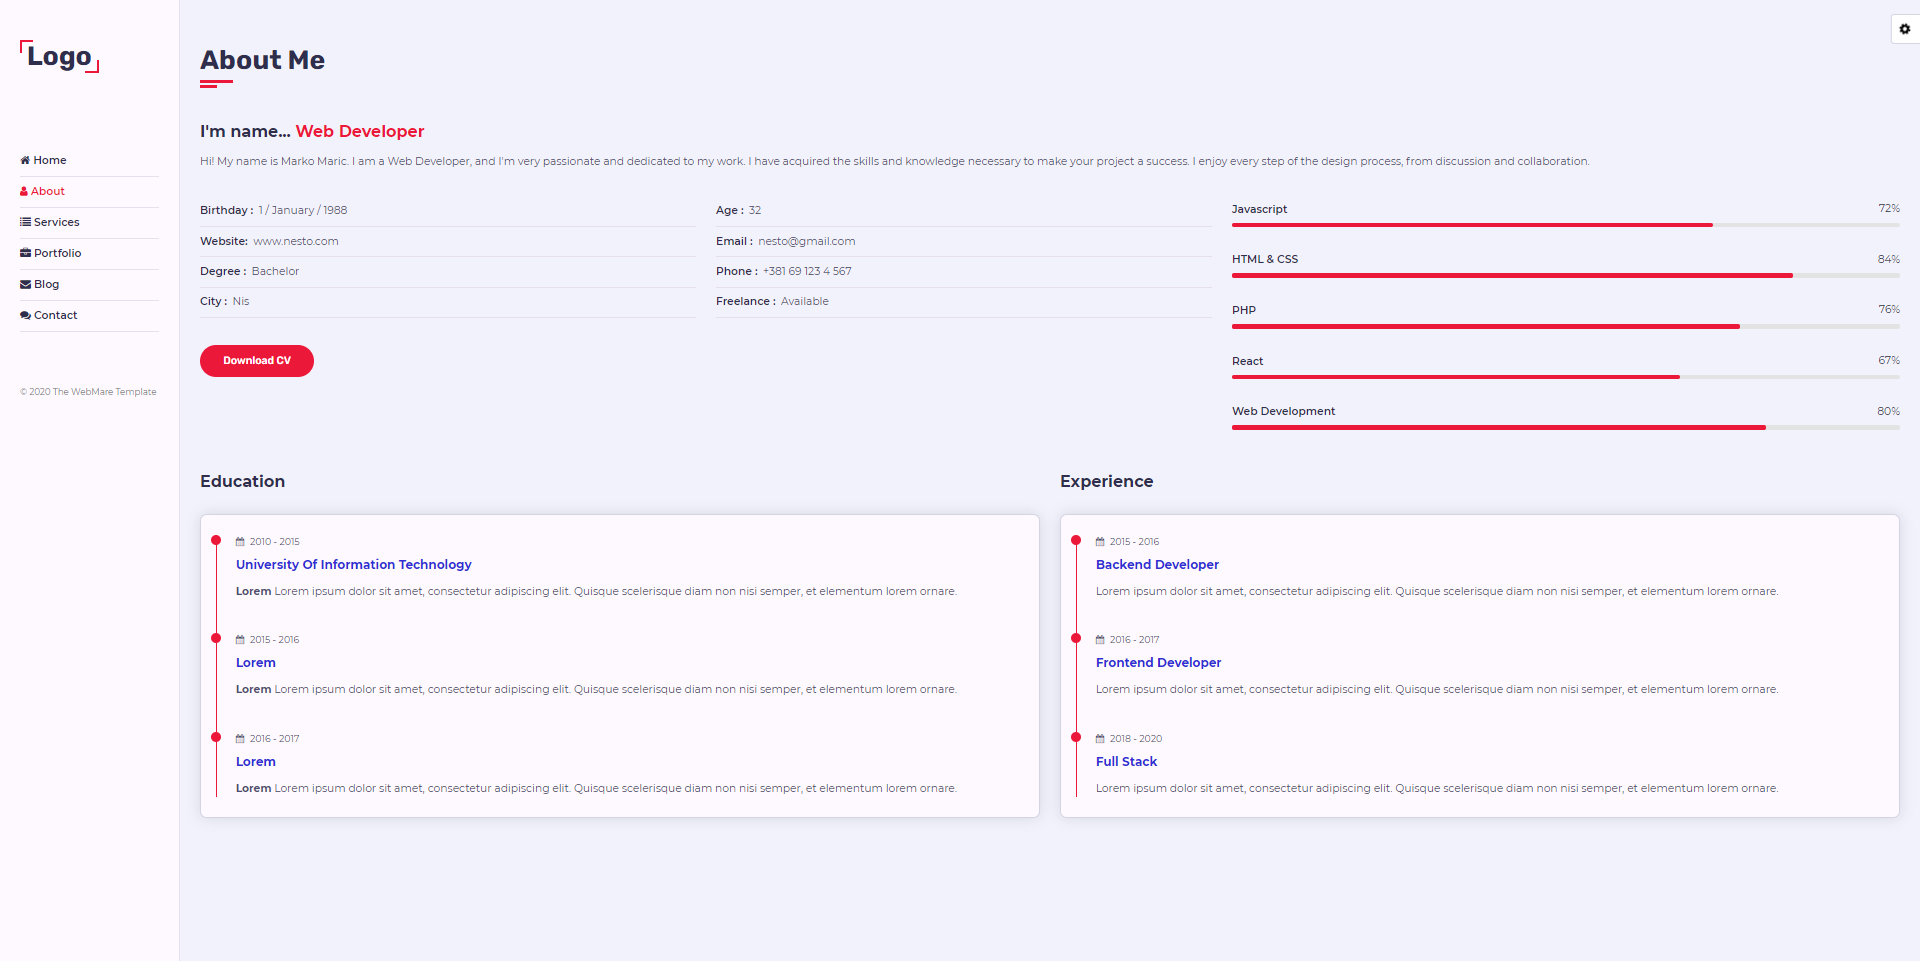 Logo
Home
About
Services
Portfolio
Blog
Contact
© 2020 The WebMare Template
About Me
I'm name... Web Developer
Hi! My name is Marko Maric. I am a Web Developer, and I'm very passionate and dedicated to my work. I have acquired the skills and knowledge necessary to make your project a success. I enjoy every step of the design process, from discussion and collaboration.
Birthday : 1 / January / 1988
Age : 32
Website: www.nesto.com
Email : nesto@gmail.com
Degree : Bachelor
Phone : +381 69 123 4 567
City : Nis
Freelance : Available
Download CV
Javascript 72%
HTML & CSS 84%
PHP 76%
React 67%
Web Development 80%
Education
2010 - 2015
University Of Information Technology
Lorem Lorem ipsum dolor sit amet, consectetur adipiscing elit. Quisque scelerisque diam non nisi semper, et elementum lorem ornare.
2015 - 2016
Lorem
Lorem Lorem ipsum dolor sit amet, consectetur adipiscing elit. Quisque scelerisque diam non nisi semper, et elementum lorem ornare.
2016 - 2017
Lorem
Lorem Lorem ipsum dolor sit amet, consectetur adipiscing elit. Quisque scelerisque diam non nisi semper, et elementum lorem ornare.
Experience
2015 - 2016
Backend Developer
Lorem ipsum dolor sit amet, consectetur adipiscing elit. Quisque scelerisque diam non nisi semper, et elementum lorem ornare.
2016 - 2017
Frontend Developer
Lorem ipsum dolor sit amet, consectetur adipiscing elit. Quisque scelerisque diam non nisi semper, et elementum lorem ornare.
2018 - 2020
Full Stack
Lorem ipsum dolor sit amet, consectetur adipiscing elit. Quisque scelerisque diam non nisi semper, et elementum lorem ornare.